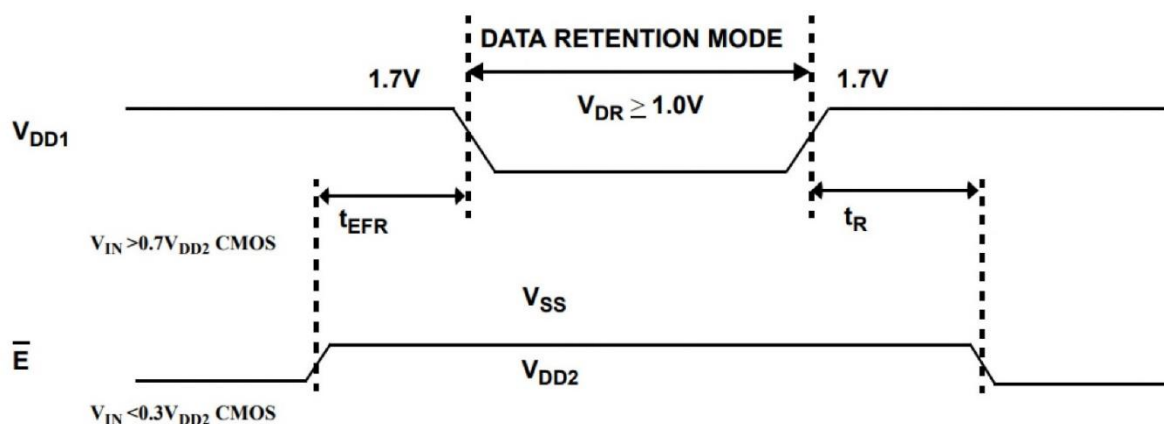 DATA RETENTION MODE
1.7V
1.7V
V_DR ≥ 1.0V
V_DD1
t_EFR
t_R
V_IN >0.7V_DD2 CMOS
V_SS
E̅
V_DD2
V_IN <0.3V_DD2 CMOS